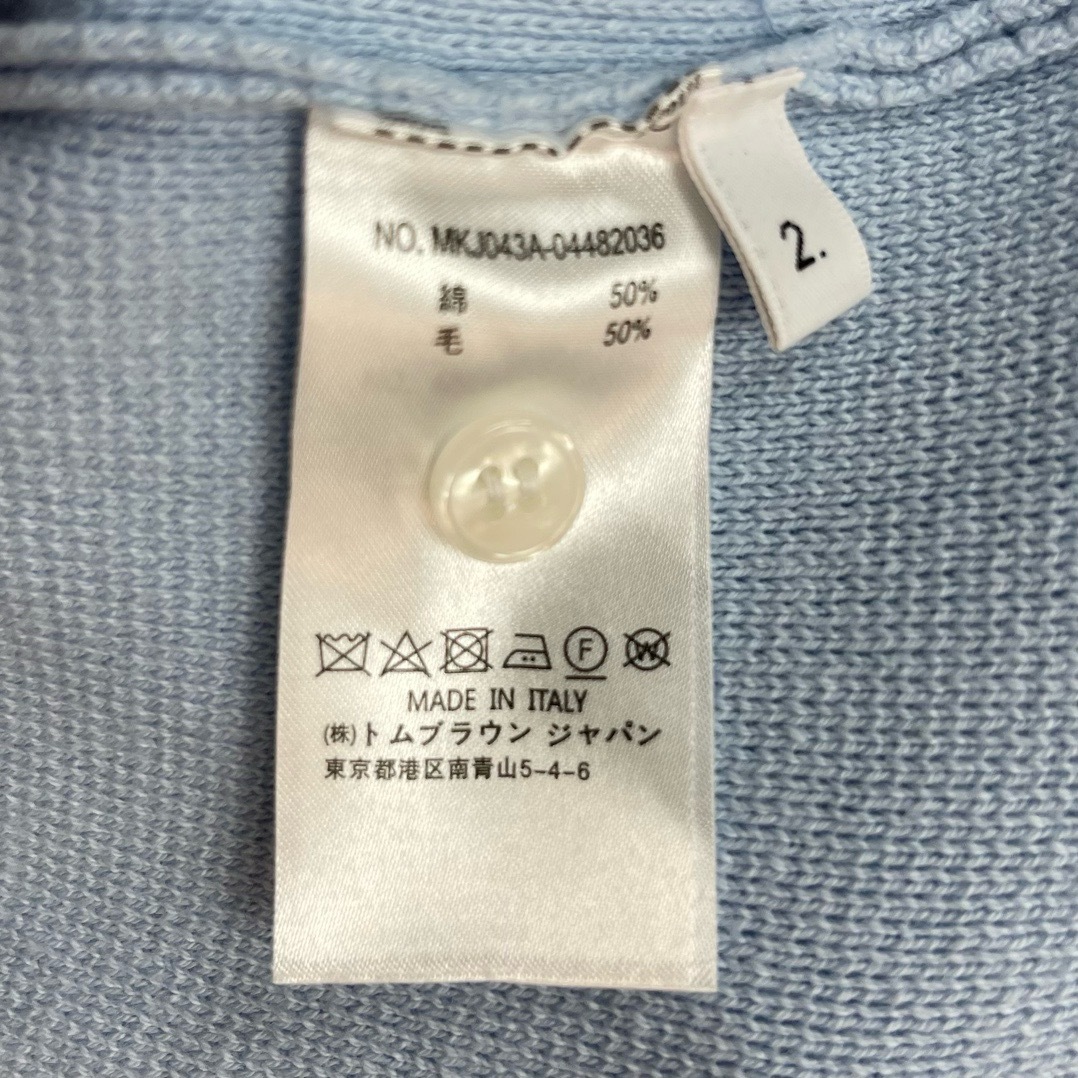 NO. MKJ043A-04482036
綿 50%
毛 50%
2.
F W
MADE IN ITALY
(株)トムブラウン ジャパン
東京都港区南青山5-4-6